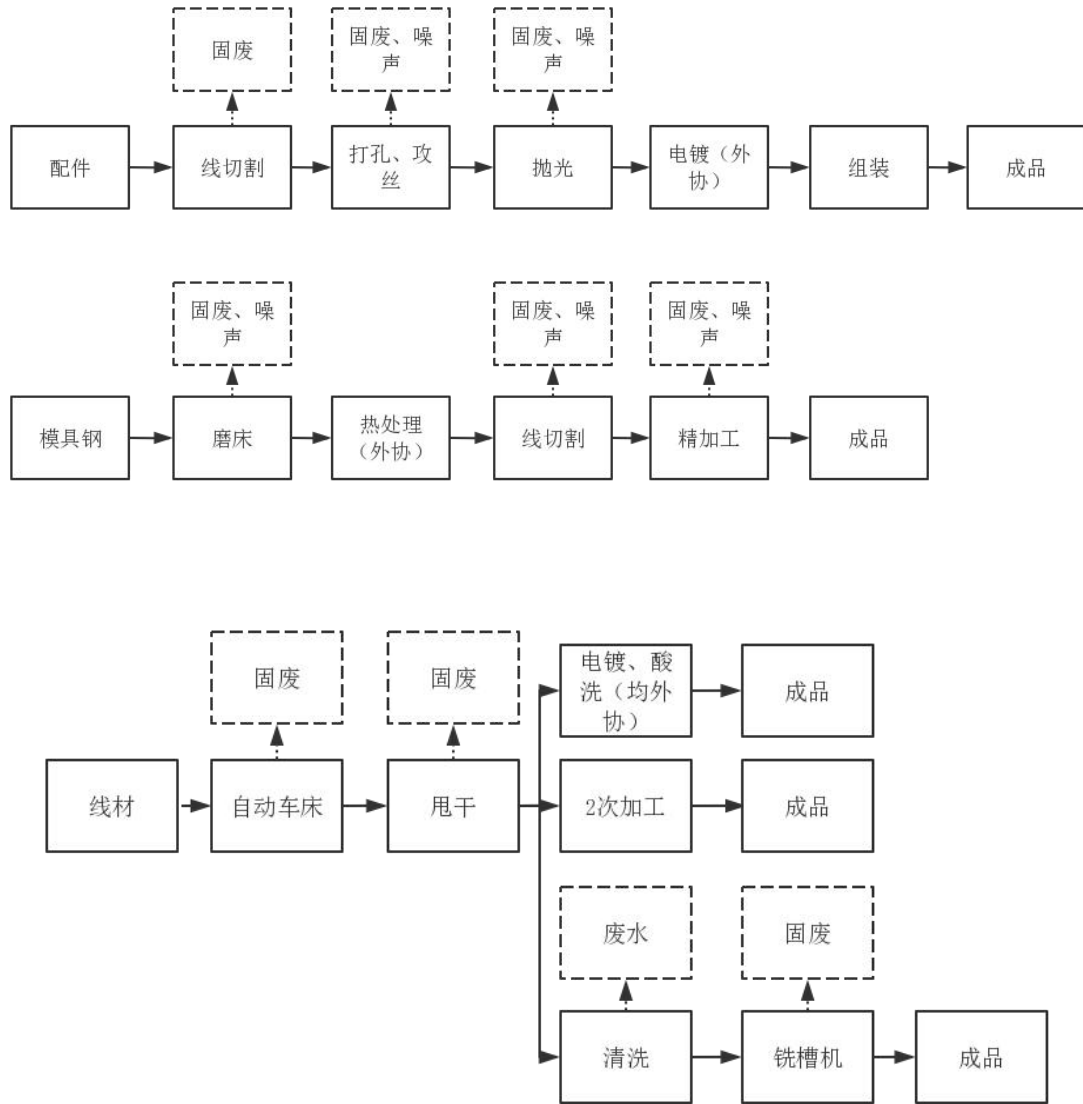 固废
固废、噪
声
固废、噪
声
配件
线切割
打孔、攻
丝
抛光
电镀（外
协）
组装
成品
固废、噪
声
固废、噪
声
固废、噪
声
模具钢
磨床
热处理
（外协）
线切割
精加工
成品
固废
固废
电镀、酸
洗（均外
协）
成品
线材
自动车床
甩干
2次加工
成品
废水
固废
清洗
铣槽机
成品